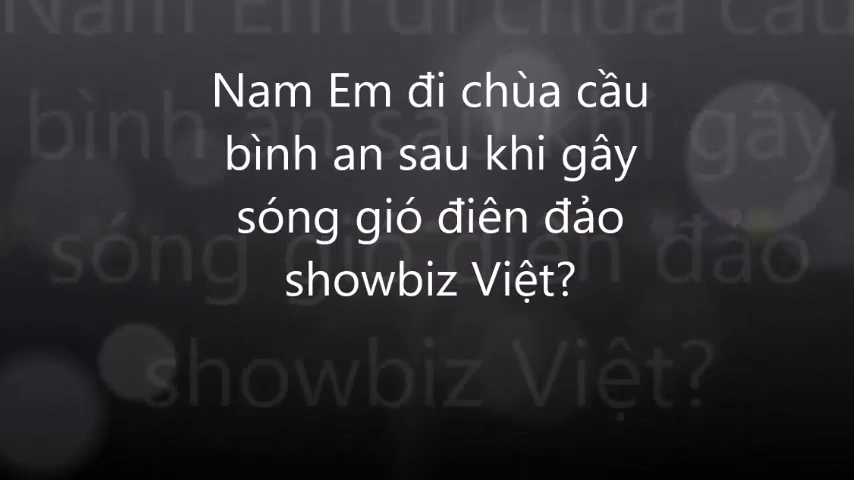 Nam Em đi chùa cầu
bình an sau khi gây
sóng gió điên đảo
showbiz Việt?